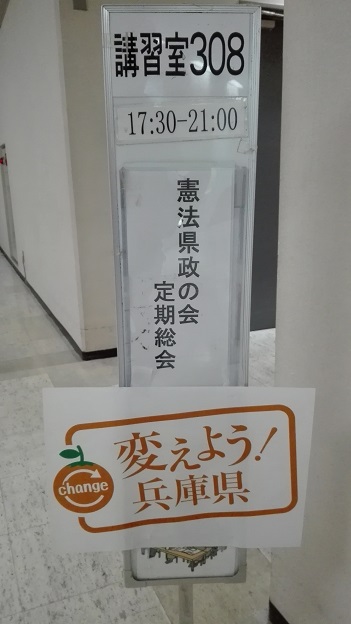 講習室308
17:30-21:00
憲法県政の会
定期総会
change
変えよう!
兵庫県